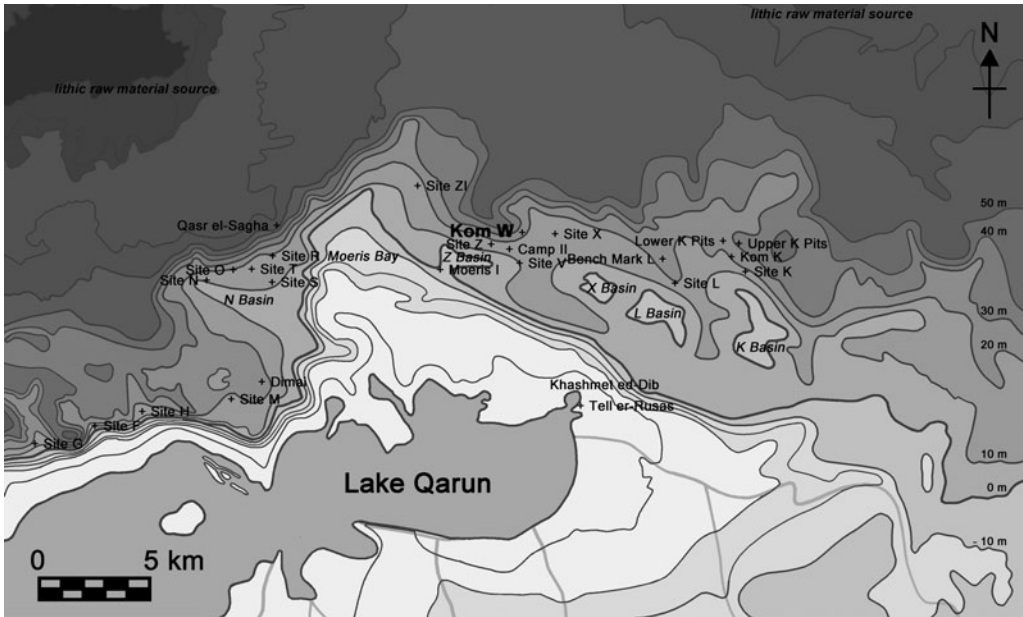 lithic raw material source
N
lithic raw material source
Site ZI
50 m
Qasr el-Sagha
Kom W
Site X
40 m
Site Z
Lower K Pits
Upper K Pits
Camp II
Site R
Moeris Bay
Z Basin
Bench Mark L
Kom K
Site O
Site T
Moeris I
Site V
Site K
Site N
Site S
Site L
X Basin
N Basin
30 m
L Basin
20 m
K Basin
Dimai
Khashmet ed-Dib
Site M
Tell er-Rusas
Site H
Site F
Site G
10 m
Lake Qarun
0 m
- 10 m
0 5 km